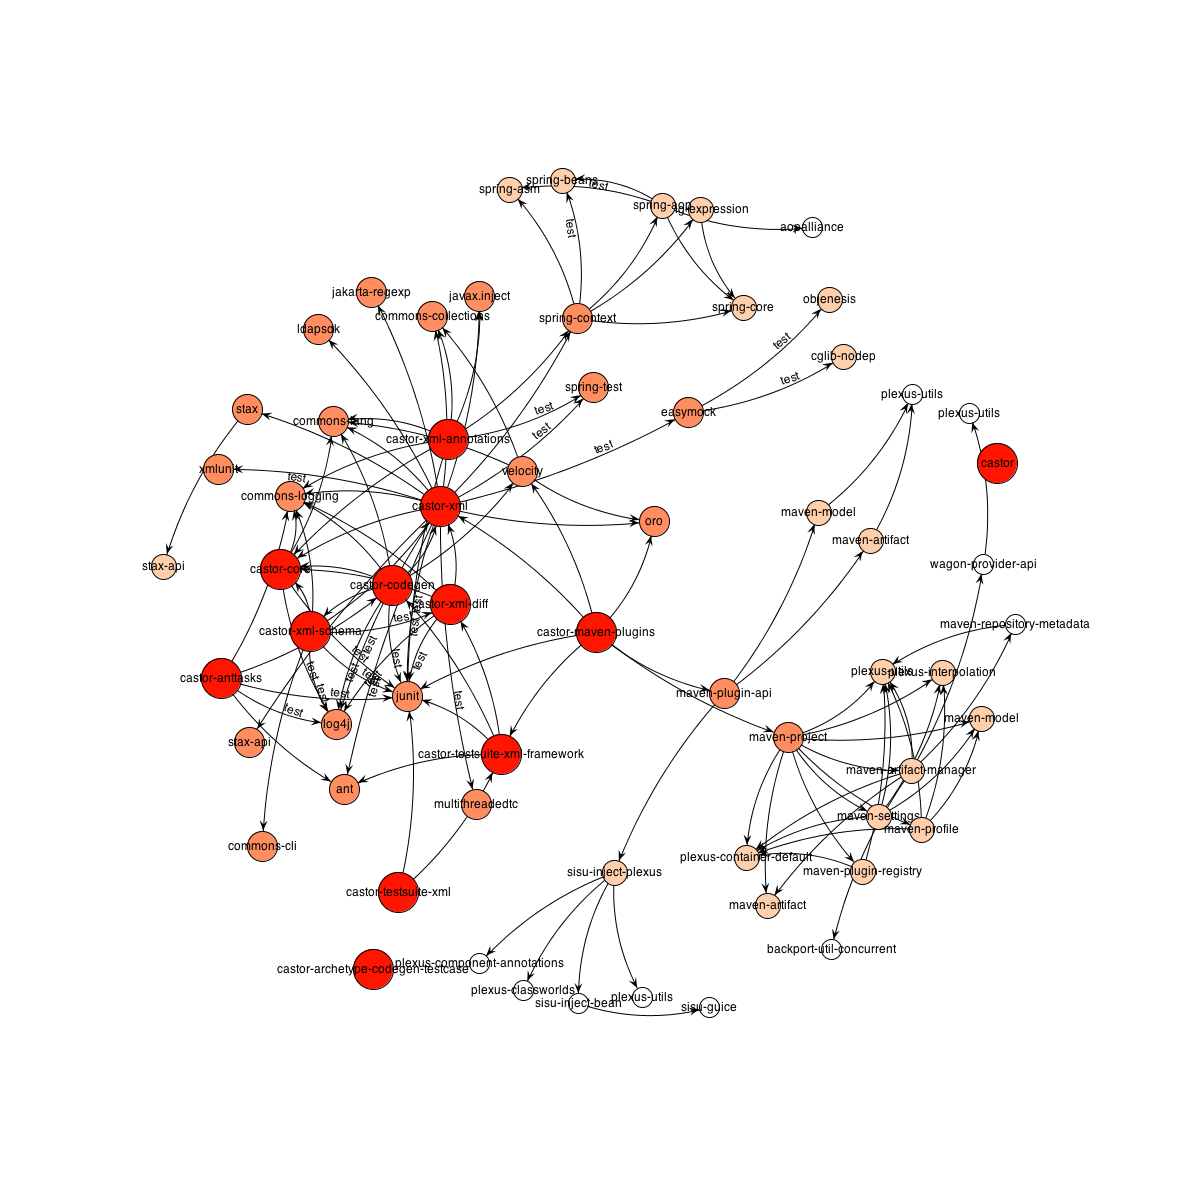 spring-beans
spring-asm
test
spring-aop
expression
aopalliance
test
jakarta-regexp
javax.inject
commons-collections
ldapsdk
spring-context
spring-core
objenesis
test
cglib-nodep
test
spring-test
plexus-utils
plexus-utils
stax
commons-lang
test
easymock
castor-xml-annotations
test
test
castor
xmlunit
velocity
test
commons-logging
castor-xml
oro
maven-model
maven-artifact
stax-api
castor-core
wagon-provider-api
castor-codegen
castor-xml-diff
test
test
test
castor-xml-schema
castor-maven-plugins
maven-repository-metadata
test
test
test
test
test
test
plexus-utils
plexus-interpolation
castor-anttasks
test
test
test
test
junit
maven-plugin-api
test
test
log4j
maven-model
stax-api
maven-project
castor-testsuite-xml-framework
maven-artifact-manager
ant
multithreadedtc
maven-settings
maven-profile
commons-cli
plexus-container-default
sisu-inject-plexus
maven-plugin-registry
castor-testsuite-xml
maven-artifact
backport-util-concurrent
castor-archetype-codegen-testcase
plexus-component-annotations
plexus-classworlds
sisu-inject-bean
plexus-utils
sisu-guice